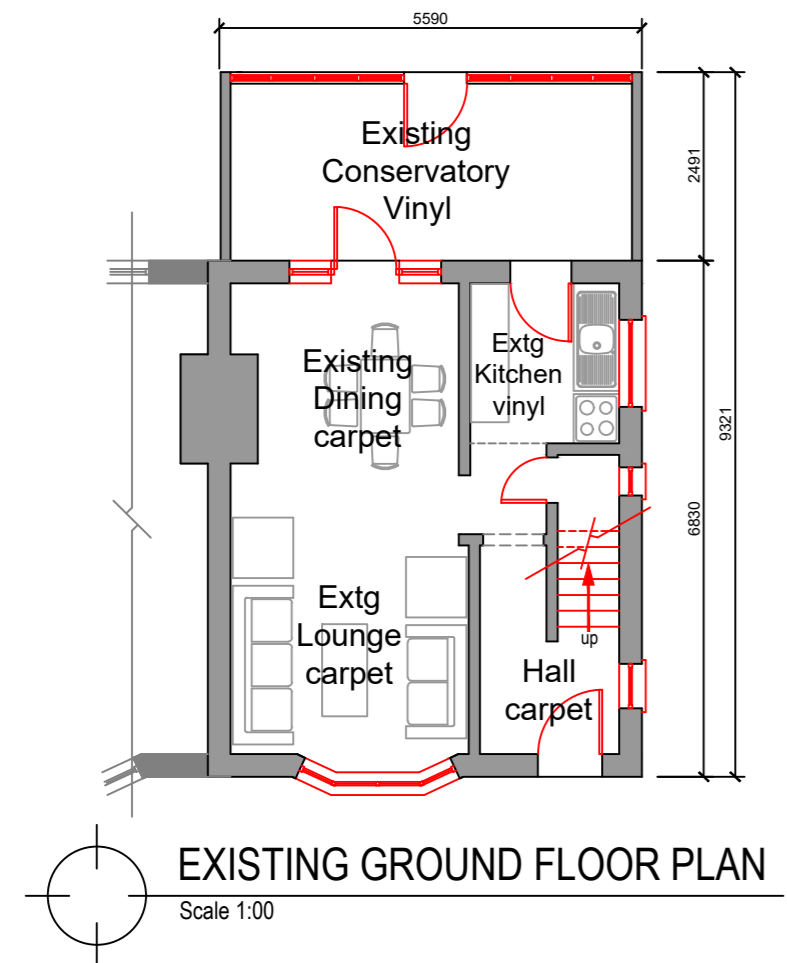 5590
Existing
Conservatory
Vinyl
2491
Existing
Dining
carpet
Extg
Kitchen
vinyl
9321
6830
Extg
Lounge
carpet
up
Hall
carpet
EXISTING GROUND FLOOR PLAN
Scale 1:00